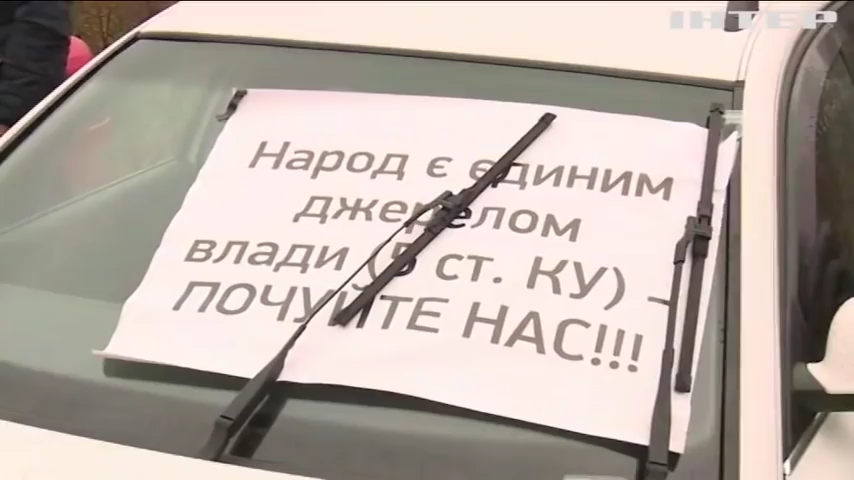 ІНТЕР
Народ є єдиним
джерелом
влади (5 ст. КУ) –
ПОЧУЙТЕ НАС!!!